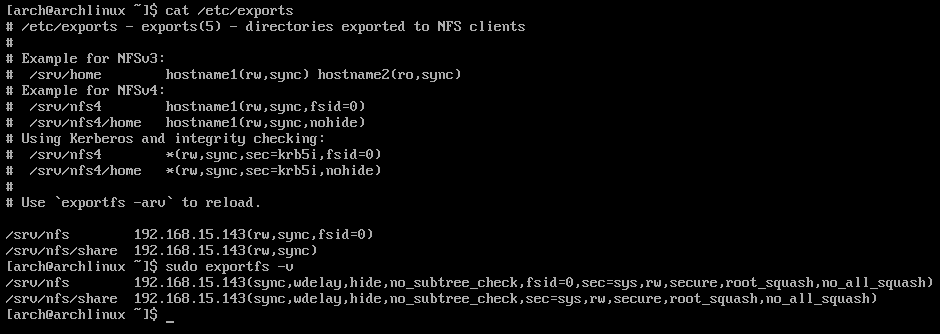 [arch@archlinux ~]$ cat /etc/exports
# /etc/exports - exports(5) - directories exported to NFS clients
#
# Example for NFSv3:
#  /srv/home        hostname1(rw,sync) hostname2(ro,sync)
# Example for NFSv4:
#  /srv/nfs4        hostname1(rw,sync,fsid=0)
#  /srv/nfs4/home   hostname1(rw,sync,nohide)
# Using Kerberos and integrity checking:
#  /srv/nfs4        *(rw,sync,sec=krb5i,fsid=0)
#  /srv/nfs4/home   *(rw,sync,sec=krb5i,nohide)
#
# Use `exportfs -arv` to reload.

/srv/nfs        192.168.15.143(rw,sync,fsid=0)
/srv/nfs/share  192.168.15.143(rw,sync)
[arch@archlinux ~]$ sudo exportfs -v
/srv/nfs        192.168.15.143(sync,wdelay,hide,no_subtree_check,fsid=0,sec=sys,rw,secure,root_squash,no_all_squash)
/srv/nfs/share  192.168.15.143(sync,wdelay,hide,no_subtree_check,sec=sys,rw,secure,root_squash,no_all_squash)
[arch@archlinux ~]$ _